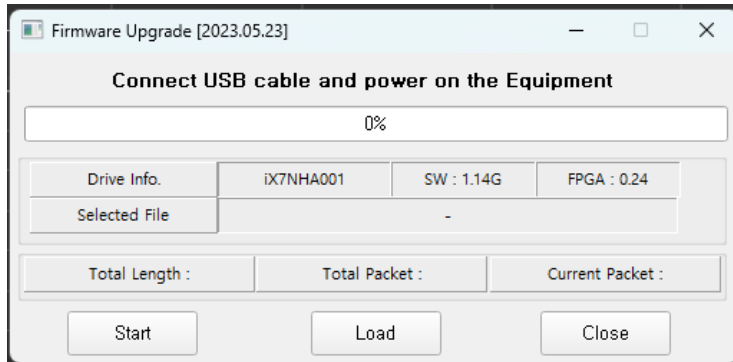 Firmware Upgrade [2023.05.23]
Connect USB cable and power on the Equipment
0%
Drive Info. iX7NHA001 SW : 1.14G FPGA : 0.24
Selected File -
Total Length : Total Packet : Current Packet :
Start Load Close